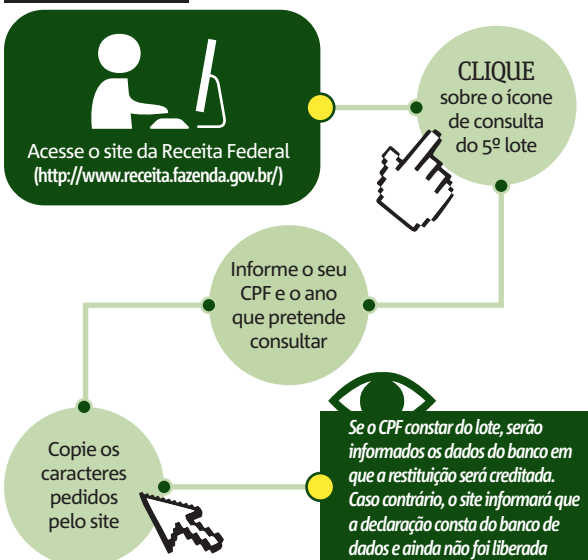 Acesse o site da Receita Federal
(http://www.receita.fazenda.gov.br/)
CLIQUE
sobre o ícone
de consulta
do 5º lote
Informe o seu
CPF e o ano
que pretende
consultar
Copie os
caracteres
pedidos
pelo site
Se o CPF constar do lote, serão
informados os dados do banco em
que a restituição será creditada.
Caso contrário, o site informará que
a declaração consta do banco de
dados e ainda não foi liberada